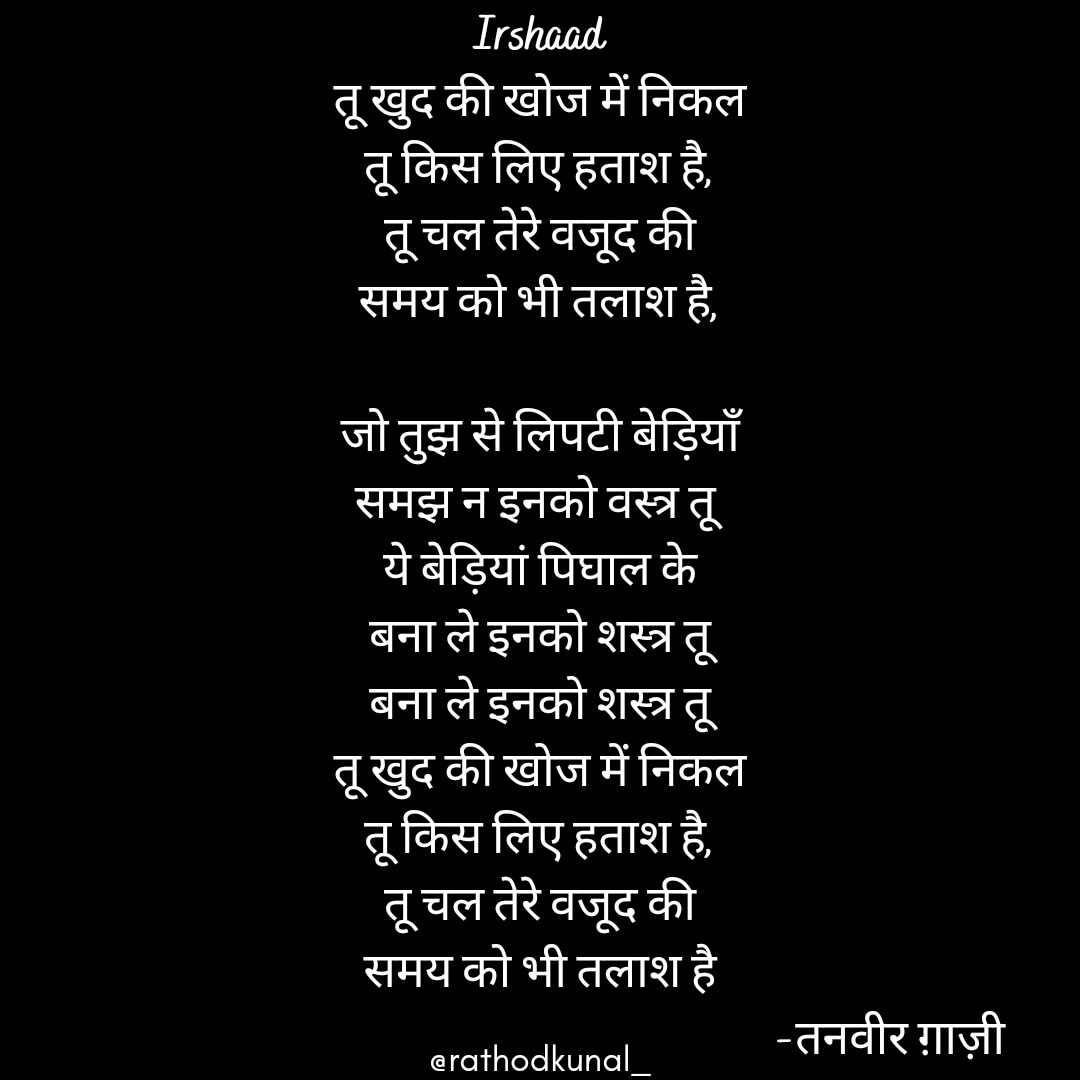 Irshaad
तू खुद की खोज में निकल
तू किस लिए हताश है,
तू चल तेरे वजूद की
समय को भी तलाश है,
जो तुझ से लिपटी बेड़ियाँ
समझ न इनको वस्त्र तू
ये बेड़ियां पिघाल के
बना ले इनको शस्त्र तू
बना ले इनको शस्त्र तू
तू खुद की खोज में निकल
तू किस लिए हताश है,
तू चल तेरे वजूद की
समय को भी तलाश है
-तनवीर ग़ाज़ी
@rathodkunal_